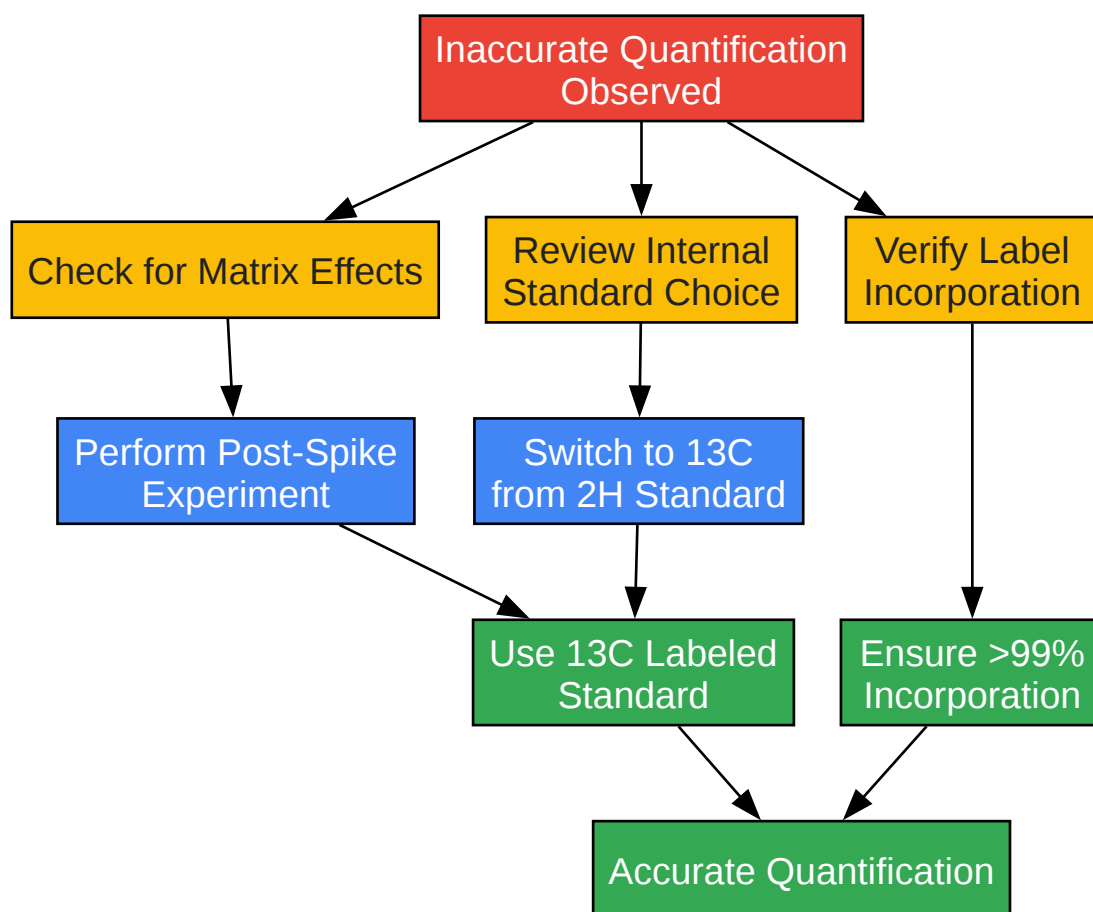 Inaccurate Quantification
Observed
Check for Matrix Effects
Review Internal
Standard Choice
Verify Label
Incorporation
Perform Post-Spike
Experiment
Switch to 13C
from 2H Standard
Use 13C Labeled
Standard
Ensure >99%
Incorporation
Accurate Quantification